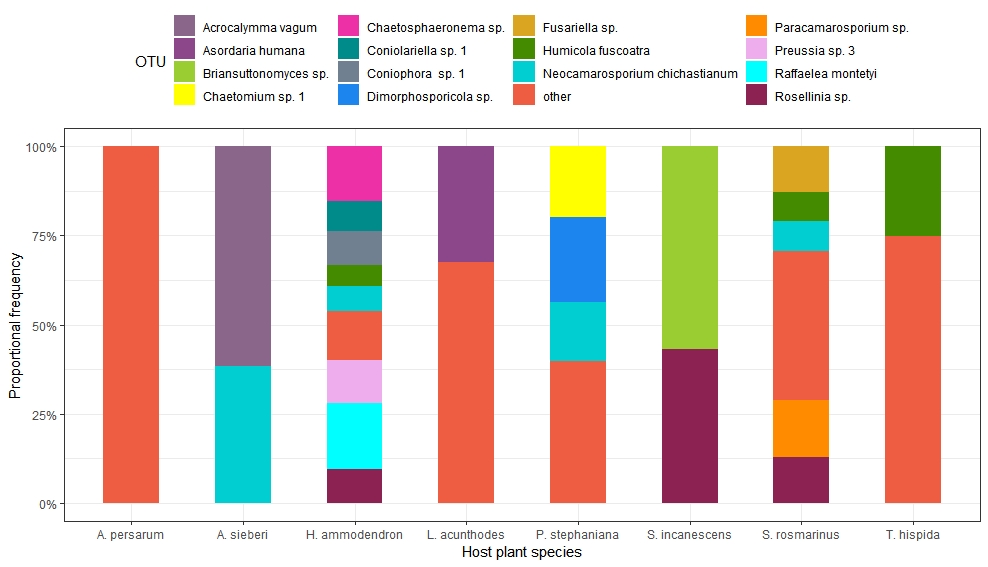 OTU
Acrocalymma vagum
Asordaria humana
Briansuttonomyces sp.
Chaetomium sp. 1
Chaetosphaeronema sp.
Coniolariella sp. 1
Coniophora  sp. 1
Dimorphosporicola sp.
Fusariella sp.
Humicola fuscoatra
Neocamarosporium chichastianum
other
Paracamarosporium sp.
Preussia sp. 3
Raffaelea montetyi
Rosellinia sp.
Proportional frequency
100%
75%
50%
25%
0%
A. persarum
A. sieberi
H. ammodendron
L. acunthodes
P. stephaniana
S. incanescens
S. rosmarinus
T. hispida
Host plant species